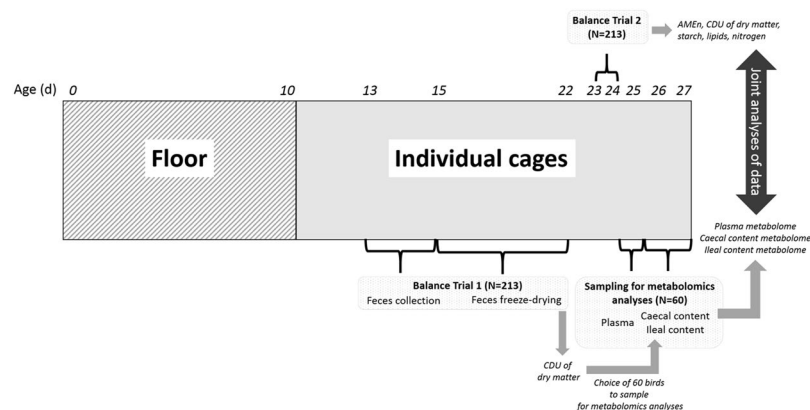 Balance Trial 2
(N=213)
AMEn, CDU of dry matter,
starch, lipids, nitrogen
Age (d) 0 10 13 15 22 23 24 25 26 27
Floor
Individual cages
Joint analyses of data
Plasma metabolome
Caecal content metabolome
Ileal content metabolome
Balance Trial 1 (N=213)
Feces collection Feces freeze-drying
Sampling for metabolomics
analyses (N=60)
Plasma
Caecal content
Ileal content
CDU of
dry matter
Choice of 60 birds
to sample
for metabolomics analyses